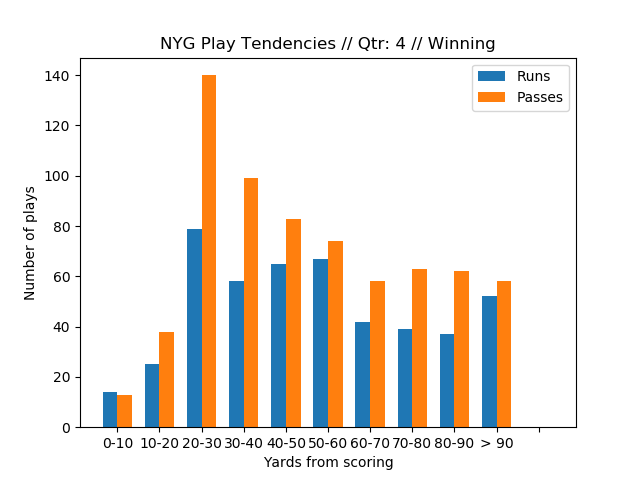 NYG Play Tendencies // Qtr: 4 // Winning
Runs
Passes
Number of plays
140
120
100
80
60
40
20
0
0-10 10-20 20-30 30-40 40-50 50-60 60-70 70-80 80-90 > 90
Yards from scoring